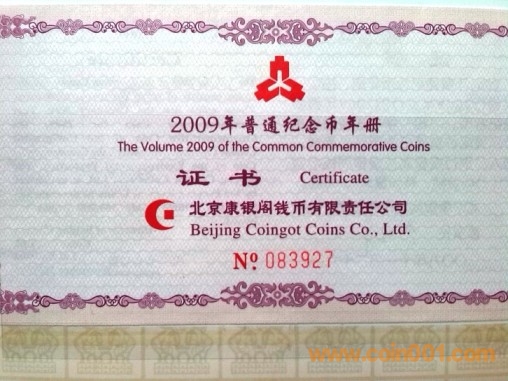 2009年普通纪念币年册
The Volume 2009 of the Common Commemorative Coins
证书 Certificate
北京康银阁钱币有限责任公司
Beijing Coingot Coins Co., Ltd.
Nº 083927
www.coin001.com